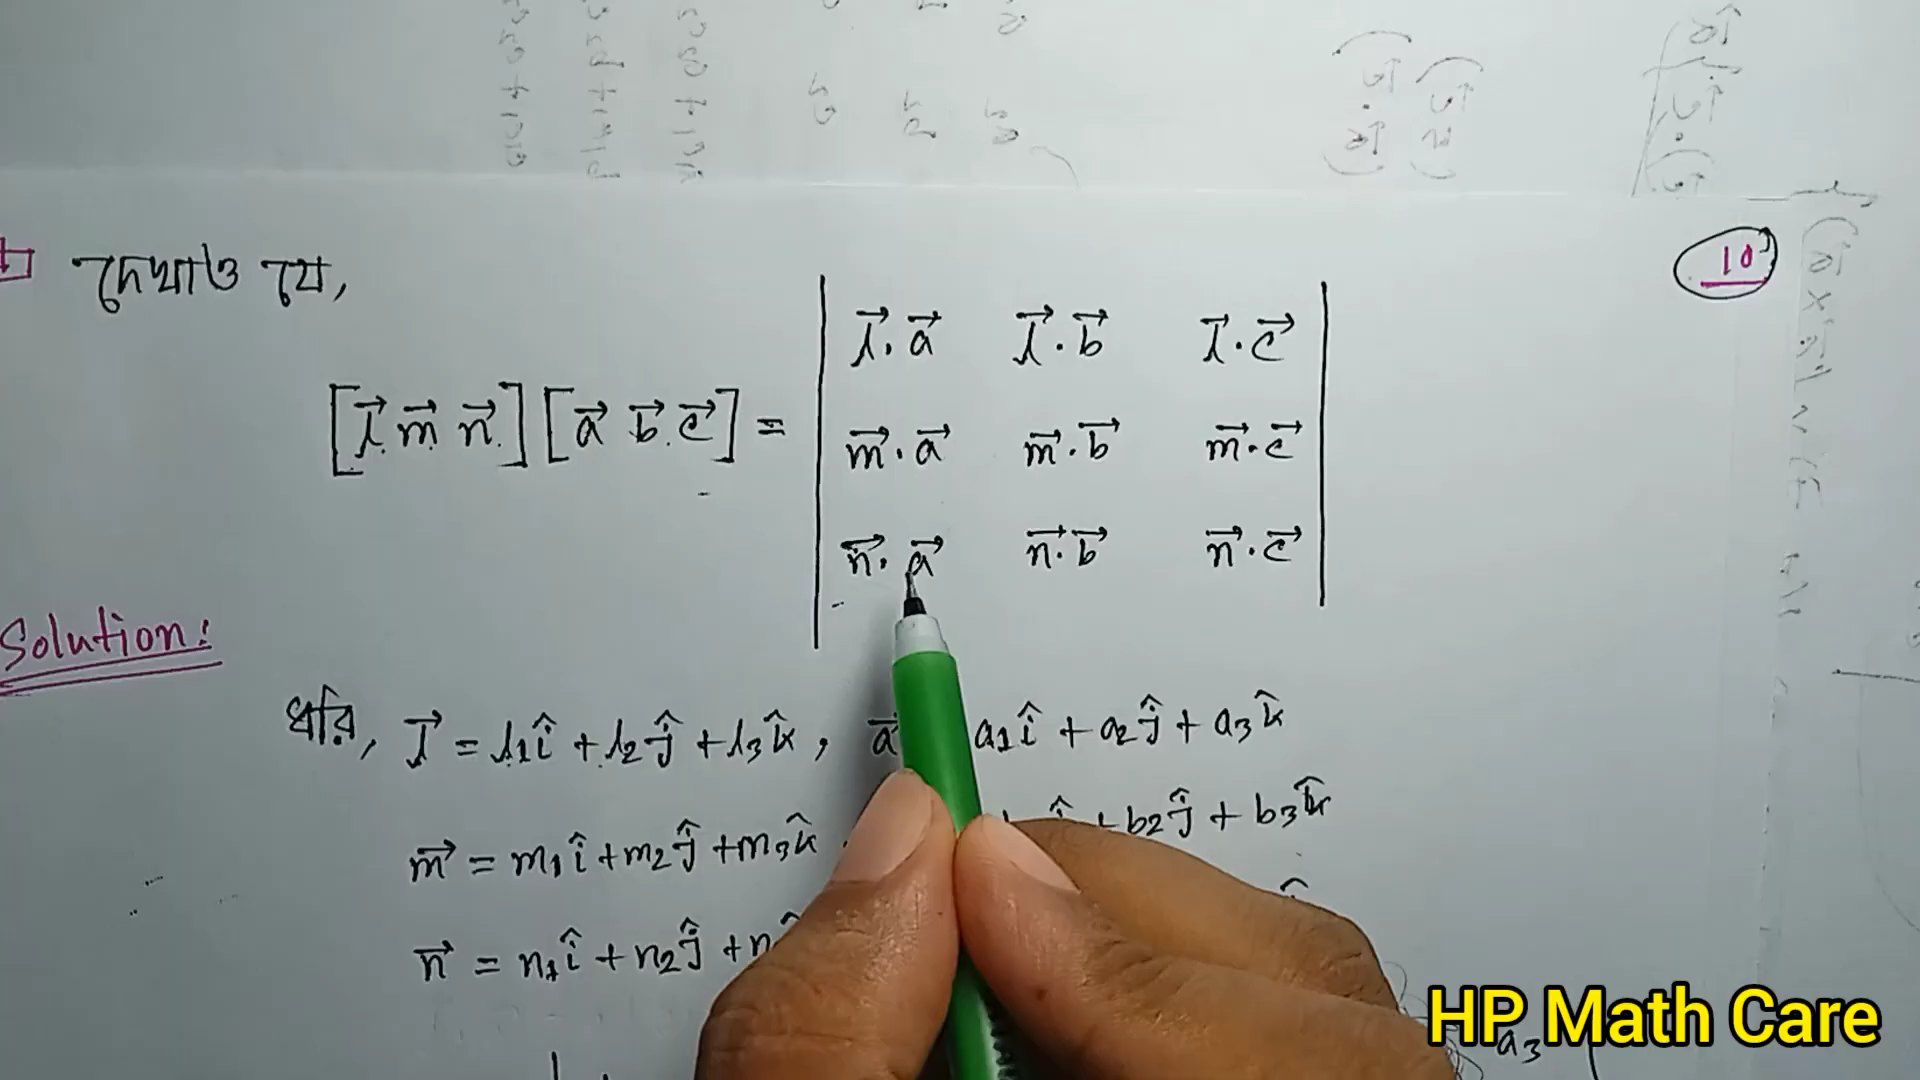 দেখাও যে,
10
[l⃗ m⃗ n⃗] [a⃗ b⃗ c⃗] =
| l⃗·a⃗ l⃗·b⃗ l⃗·c⃗ |
| m⃗·a⃗ m⃗·b⃗ m⃗·c⃗ |
| n⃗·a⃗ n⃗·b⃗ n⃗·c⃗ |
Solution:
ধরি, l⃗ = l₁î + l₂ĵ + l₃k̂, a⃗ a₁î + a₂ĵ + a₃k̂
m⃗ = m₁î + m₂ĵ + m₃k̂ + b₂ĵ + b₃k̂
n⃗ = n₁î + n₂ĵ + n
a₃
HP Math Care